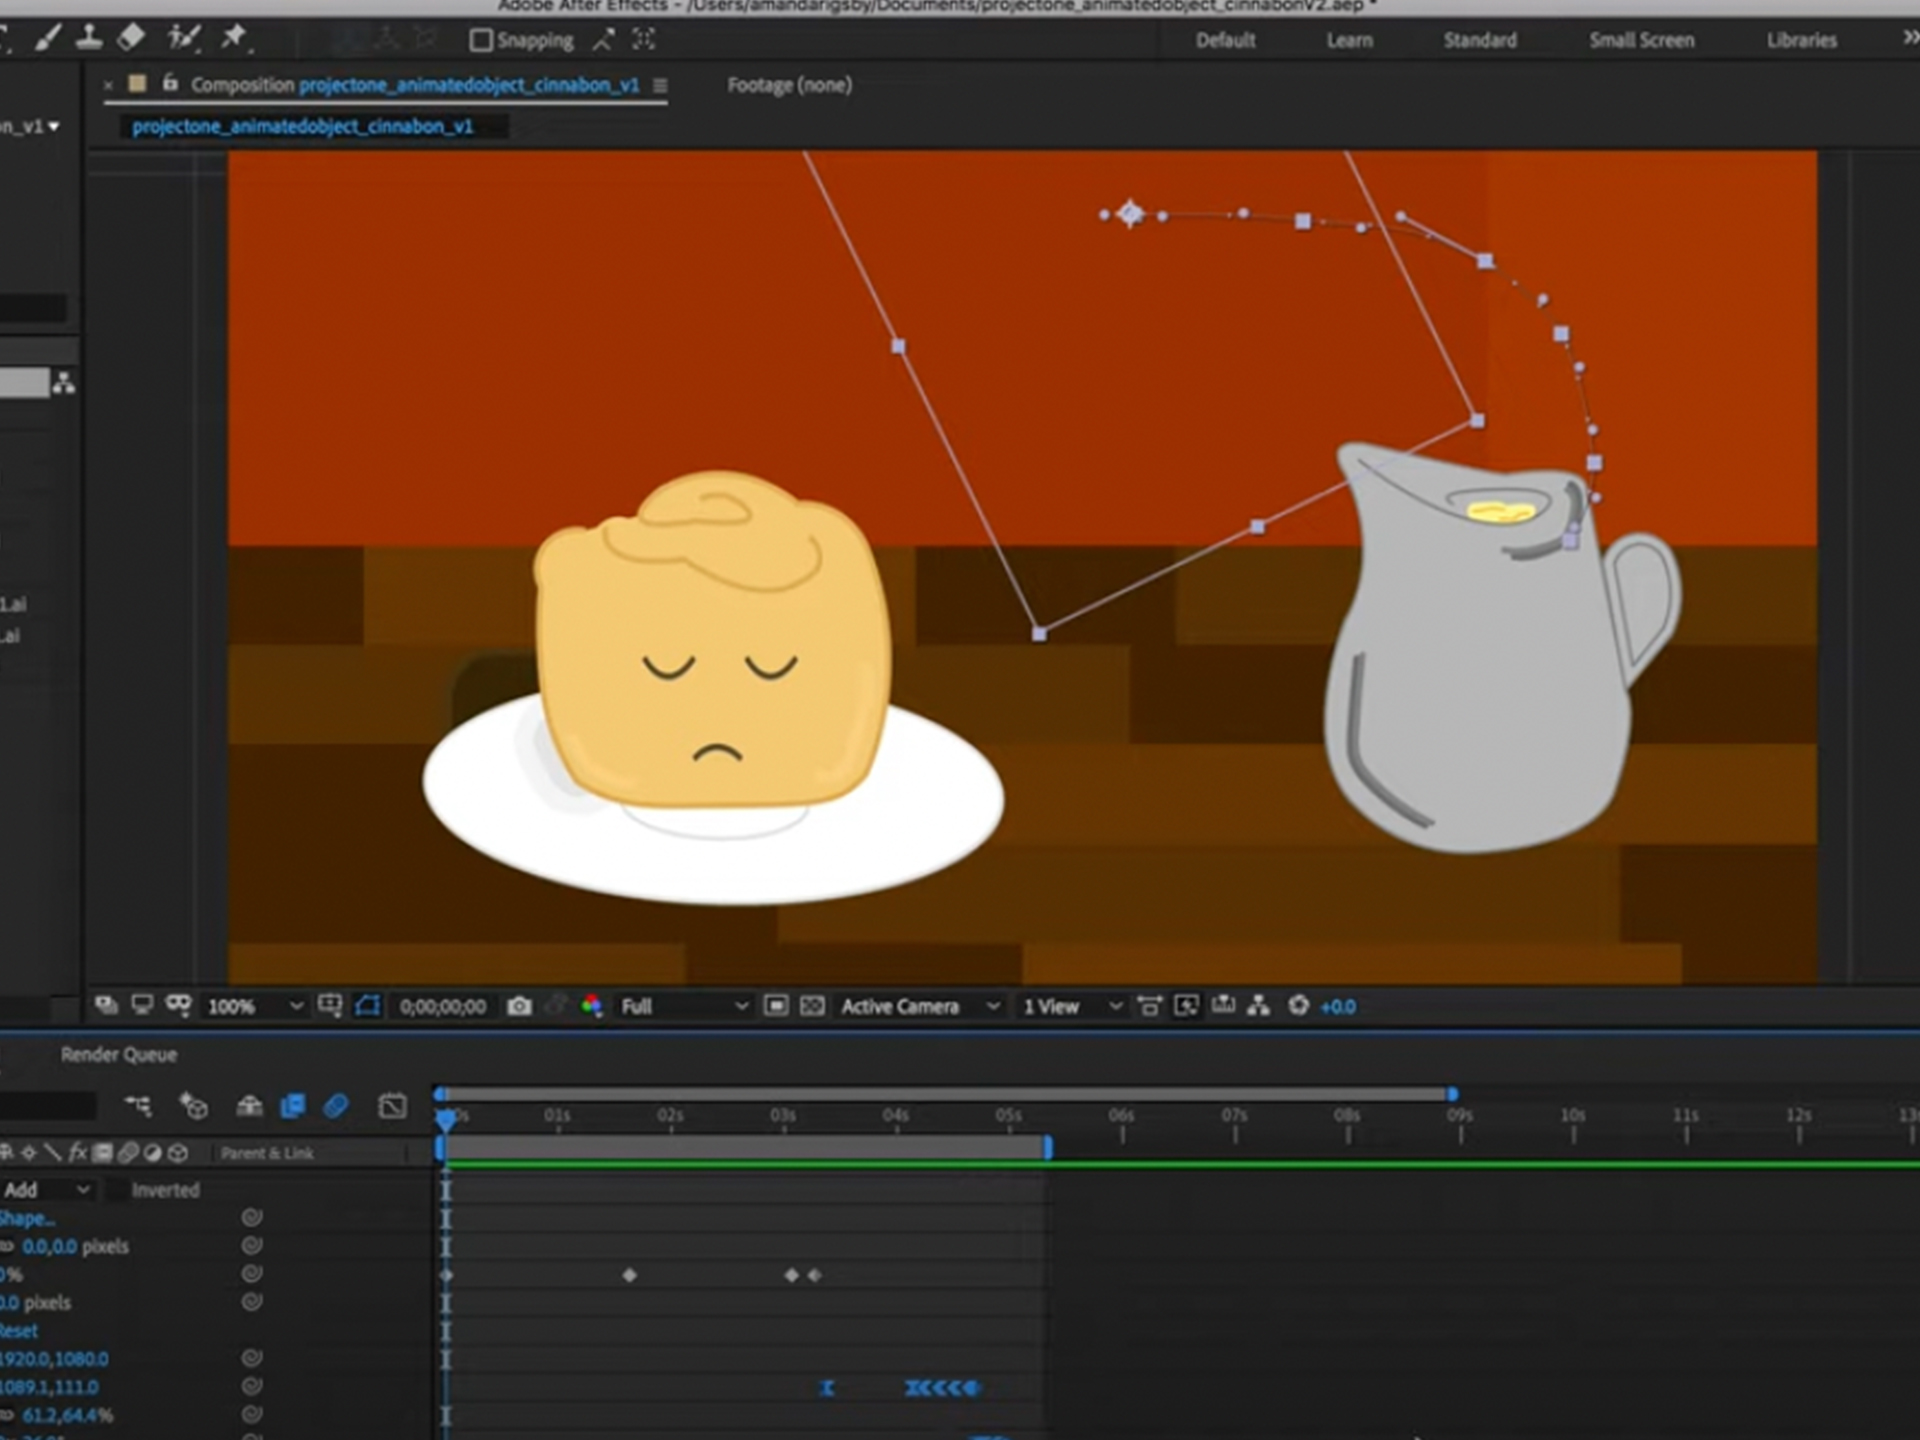 Adobe After Effects - /Users/amandarigsby/Documents/projectone_animatedobject_cinnabonV2.aep *
Snapping
Default Learn Standard Small Screen Libraries
Composition projectone_animatedobject_cinnabon_v1
Footage (none)
on_v1
projectone_animatedobject_cinnabon_v1
1.ai
.ai
100% 0;00;00;00 Full Active Camera 1 View +0.0
Render Queue
01s 02s 03s 04s 05s 06s 07s 08s 09s 10s 11s 12s
fx Parent & Link
Add Inverted
Shape...
0.0,0.0 pixels
0%
0.0 pixels
Reset
1920.0,1080.0
1089.1,111.0
61.2,64.4%